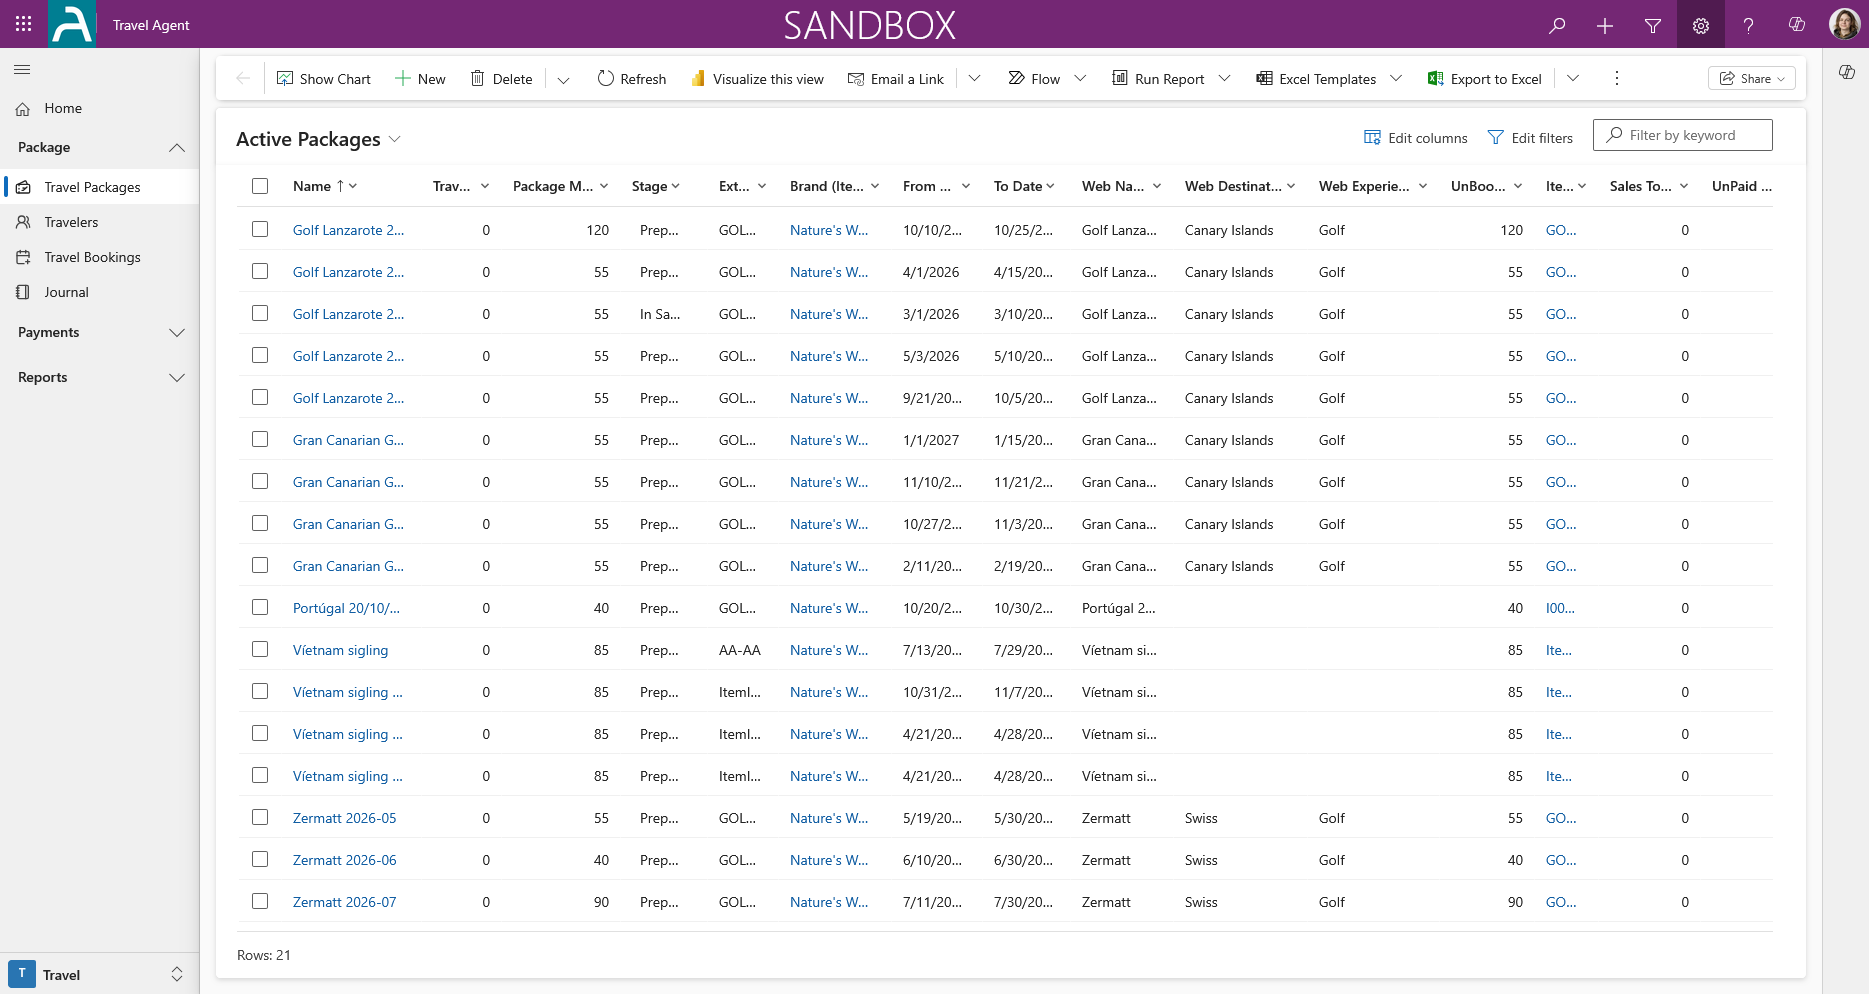 Travel Agent
SANDBOX
Show Chart New Delete Refresh Visualize this view Email a Link Flow Run Report Excel Templates Export to Excel Share
Home
Package
Travel Packages
Travelers
Travel Bookings
Journal
Payments
Reports
T Travel
Active Packages
Edit columns Edit filters Filter by keyword
Name ↑ Trav... Package M... Stage Ext... Brand (Ite... From ... To Date Web Na... Web Destinat... Web Experie... UnBoo... Ite... Sales To... UnPaid ...
Golf Lanzarote 2... 0 120 Prep... GOL... Nature's W... 10/10/2... 10/25/2... Golf Lanza... Canary Islands Golf 120 GO... 0
Golf Lanzarote 2... 0 55 Prep... GOL... Nature's W... 4/1/2026 4/15/20... Golf Lanza... Canary Islands Golf 55 GO... 0
Golf Lanzarote 2... 0 55 In Sa... GOL... Nature's W... 3/1/2026 3/10/20... Golf Lanza... Canary Islands Golf 55 GO... 0
Golf Lanzarote 2... 0 55 Prep... GOL... Nature's W... 5/3/2026 5/10/20... Golf Lanza... Canary Islands Golf 55 GO... 0
Golf Lanzarote 2... 0 55 Prep... GOL... Nature's W... 9/21/20... 10/5/20... Golf Lanza... Canary Islands Golf 55 GO... 0
Gran Canarian G... 0 55 Prep... GOL... Nature's W... 1/1/2027 1/15/20... Gran Cana... Canary Islands Golf 55 GO... 0
Gran Canarian G... 0 55 Prep... GOL... Nature's W... 11/10/2... 11/21/2... Gran Cana... Canary Islands Golf 55 GO... 0
Gran Canarian G... 0 55 Prep... GOL... Nature's W... 10/27/2... 11/3/20... Gran Cana... Canary Islands Golf 55 GO... 0
Gran Canarian G... 0 55 Prep... GOL... Nature's W... 2/11/20... 2/19/20... Gran Cana... Canary Islands Golf 55 GO... 0
Portúgal 20/10/... 0 40 Prep... GOL... Nature's W... 10/20/2... 10/30/2... Portúgal 2... 40 I00... 0
Víetnam sigling 0 85 Prep... AA-AA Nature's W... 7/13/20... 7/29/20... Víetnam si... 85 Ite... 0
Víetnam sigling ... 0 85 Prep... ItemI... Nature's W... 10/31/2... 11/7/20... Víetnam si... 85 Ite... 0
Víetnam sigling ... 0 85 Prep... ItemI... Nature's W... 4/21/20... 4/28/20... Víetnam si... 85 Ite... 0
Víetnam sigling ... 0 85 Prep... ItemI... Nature's W... 4/21/20... 4/28/20... Víetnam si... 85 Ite... 0
Zermatt 2026-05 0 55 Prep... GOL... Nature's W... 5/19/20... 5/30/20... Zermatt Swiss Golf 55 GO... 0
Zermatt 2026-06 0 40 Prep... GOL... Nature's W... 6/10/20... 6/30/20... Zermatt Swiss Golf 40 GO... 0
Zermatt 2026-07 0 90 Prep... GOL... Nature's W... 7/11/20... 7/30/20... Zermatt Swiss Golf 90 GO... 0
Rows: 21